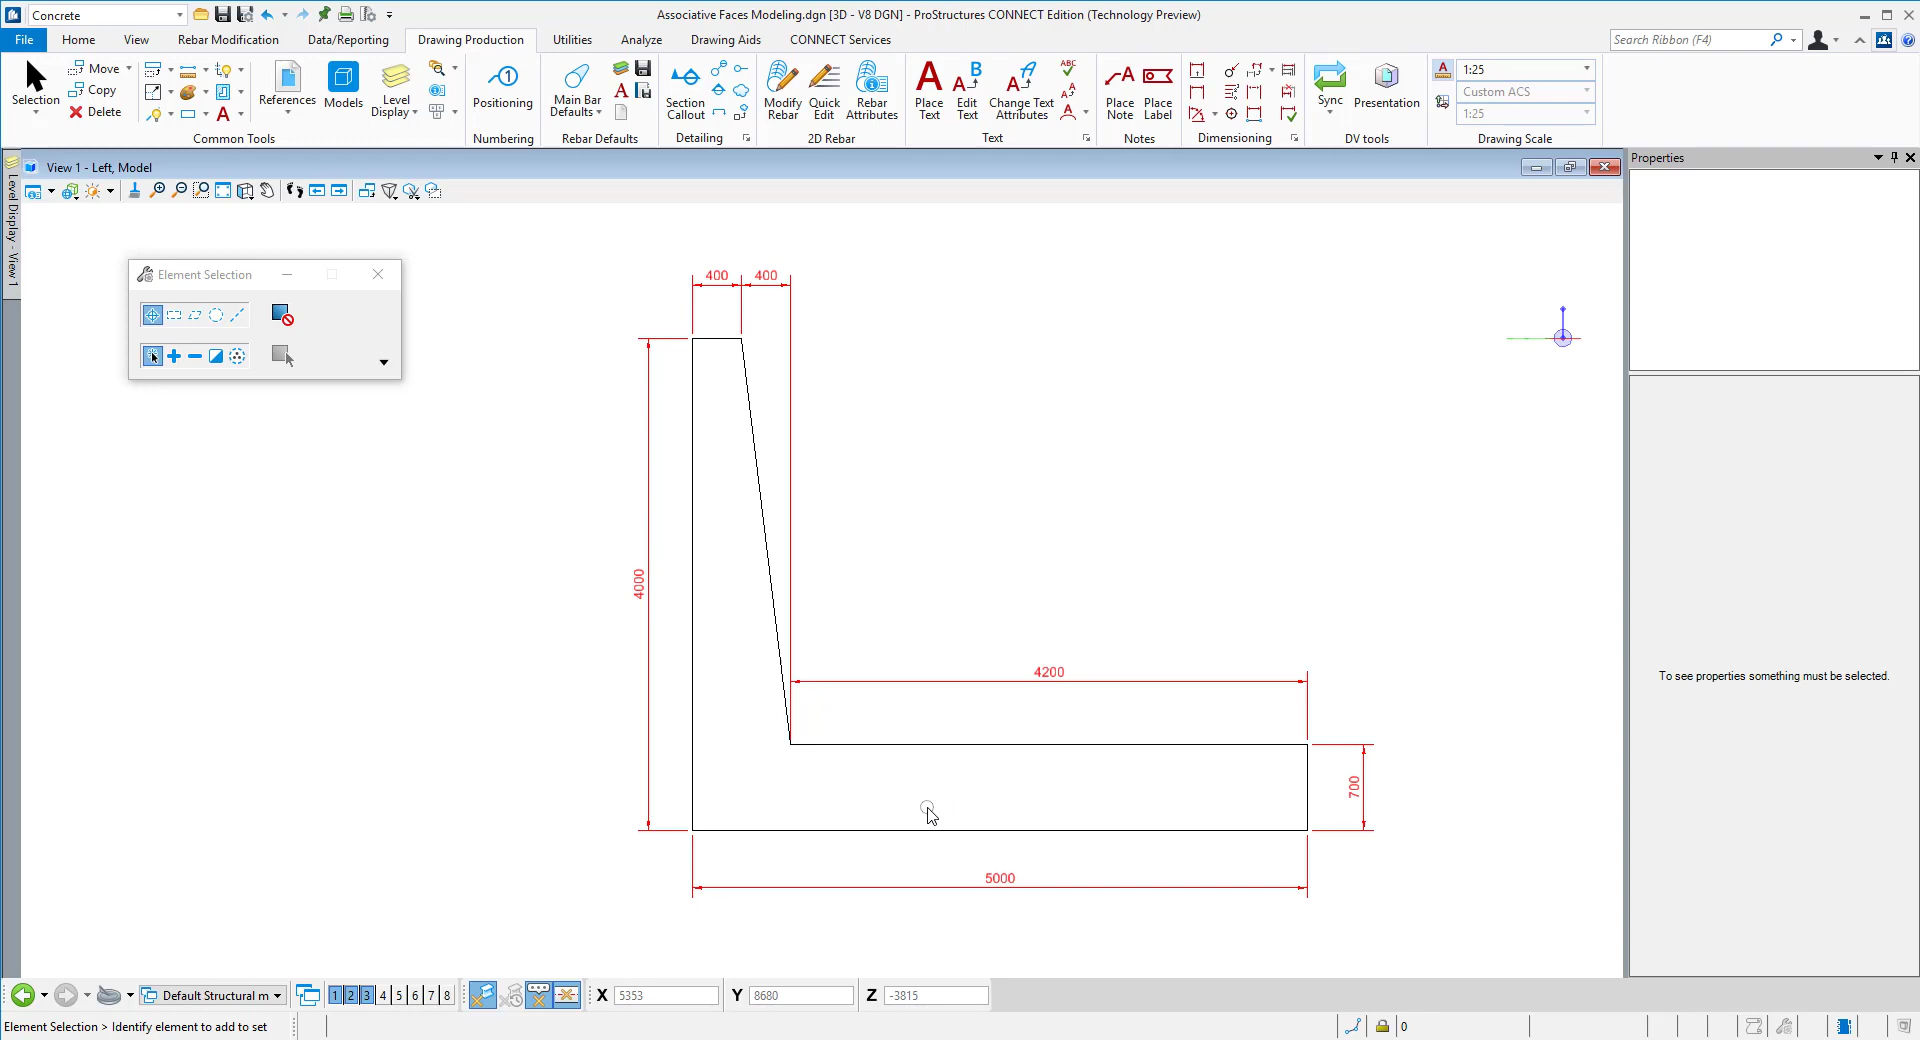 Concrete
Associative Faces Modeling.dgn [3D - V8 DGN] - ProStructures CONNECT Edition (Technology Preview)
File Home View Rebar Modification Data/Reporting Drawing Production Utilities Analyze Drawing Aids CONNECT Services
Search Ribbon (F4)
Selection
Move
Copy
Delete
References
Models
Level
Display
Common Tools
Positioning
Numbering
Main Bar
Defaults
Rebar Defaults
Section
Callout
Detailing
Modify
Rebar
Quick
Edit
Rebar
Attributes
2D Rebar
Place
Text
Edit
Text
Change Text
Attributes
ABC
Text
Place
Note
Place
Label
Notes
Dimensioning
Sync
Presentation
DV tools
1:25
Custom ACS
1:25
Drawing Scale
Level Display - View 1
View 1 - Left, Model
Properties
Element Selection
400 400
4000
4200
700
5000
To see properties something must be selected.
Default Structural m
1 2 3 4 5 6 7 8
X 5353
Y 8680
Z -3815
Element Selection > Identify element to add to set
0